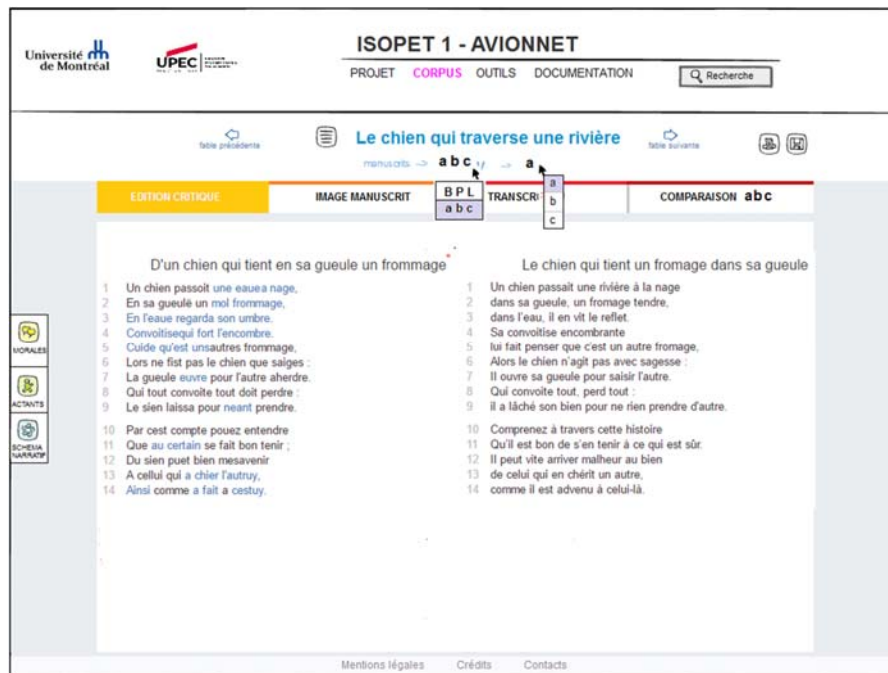 Université
de Montréal
UPEC
ISOPET 1 - AVIONNET
PROJET CORPUS OUTILS DOCUMENTATION
Recherche
fable précédente
Le chien qui traverse une rivière
fable suivante
manuscrits -> a b c -> a
EDITION CRITIQUE
IMAGE MANUSCRIT
B P L
a b c
TRANSCRI
a
b
c
COMPARAISON abc
D'un chien qui tient en sa gueule un frommage
1 Un chien passoit une eauea nage,
2 En sa gueule un mol frommage,
3 En l'eaue regarda son umbre.
4 Convoitisequi fort l'encombre.
5 Cuide qu'est unsautres frommage,
6 Lors ne fist pas le chien que saiges :
7 La gueule euvre pour l'autre aherdre.
8 Qui tout convoite tout doit perdre :
9 Le sien laissa pour neant prendre.
10 Par cest compte pouez entendre
11 Que au certain se fait bon tenir ;
12 Du sien puet bien mesavenir
13 A cellui qui a chier l'autruy,
14 Ainsi comme a fait a cestuy.
Le chien qui tient un fromage dans sa gueule
1 Un chien passait une rivière à la nage
2 dans sa gueule, un fromage tendre,
3 dans l'eau, il en vit le reflet.
4 Sa convoitise encombrante
5 lui fait penser que c'est un autre fromage,
6 Alors le chien n'agit pas avec sagesse :
7 Il ouvre sa gueule pour saisir l'autre.
8 Qui convoite tout, perd tout :
9 il a lâché son bien pour ne rien prendre d'autre.
10 Comprenez à travers cette histoire
11 Qu'il est bon de s'en tenir à ce qui est sûr.
12 Il peut vite arriver malheur au bien
13 de celui qui en chérit un autre,
14 comme il est advenu à celui-là.
MORALES
ACTANTS
SCHEMA
NARRATIF
Mentions légales Crédits Contacts